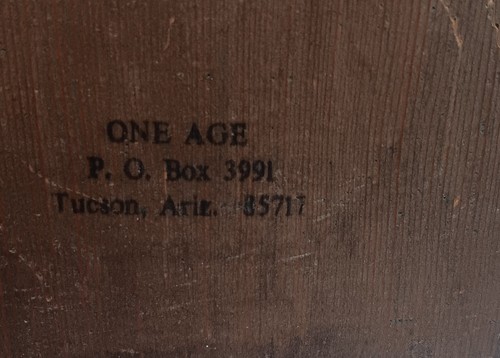 ONE AGE
P. O. Box 3991
Tucson, Ariz. 85717